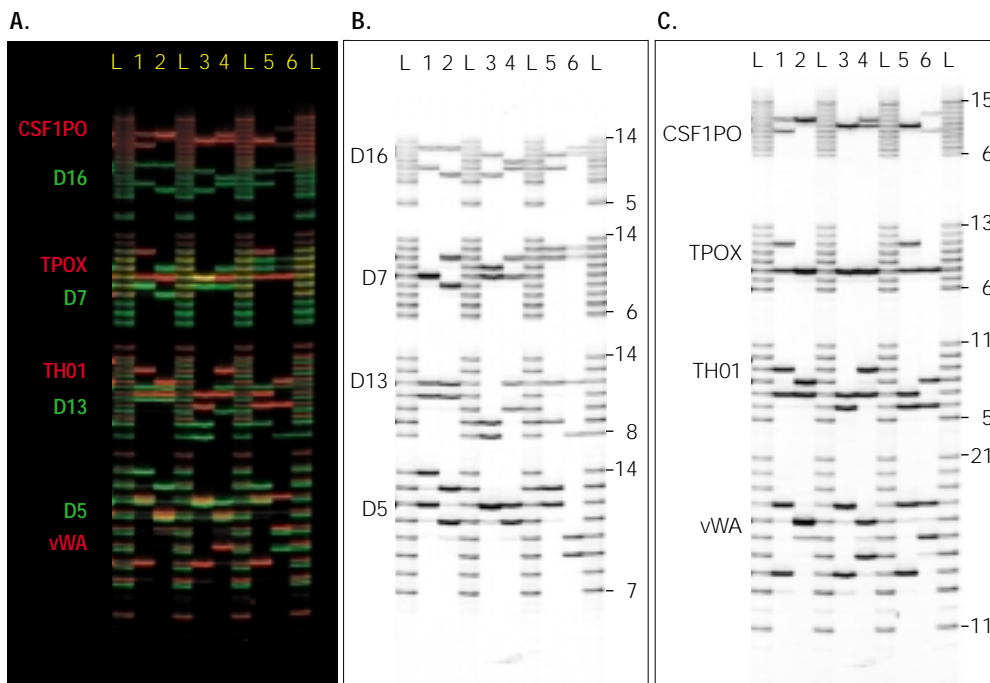 A.
L 1 2 L 3 4 L 5 6 L
CSF1PO
D16
TPOX
D7
TH01
D13
D5
vWA
B.
L 1 2 L 3 4 L 5 6 L
D16
14
5
D7
14
6
D13
14
8
D5
14
7
C.
L 1 2 L 3 4 L 5 6 L
CSF1PO
15
6
TPOX
13
6
TH01
11
5
vWA
21
11